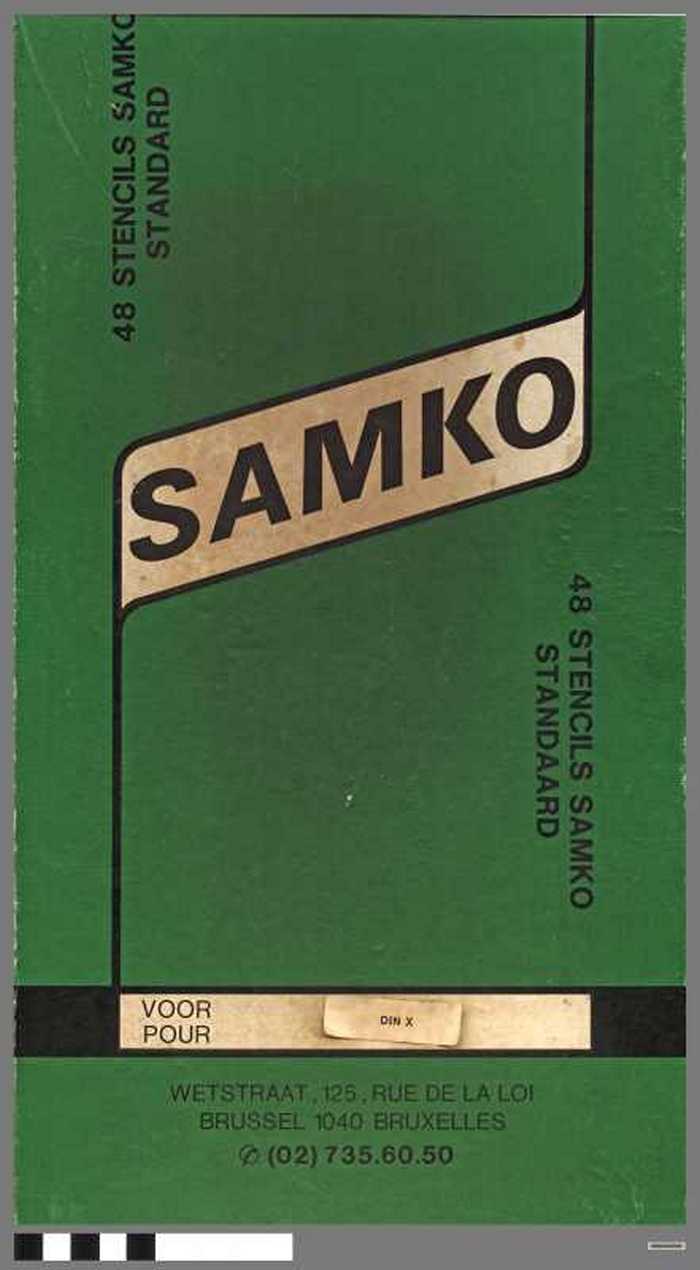 48 STENCILS SAMKO
STANDARD
SAMKO
48 STENCILS SAMKO
STANDAARD
VOOR
POUR
DIN X
WETSTRAAT, 125, RUE DE LA LOI
BRUSSEL 1040 BRUXELLES
✆ (02) 735.60.50